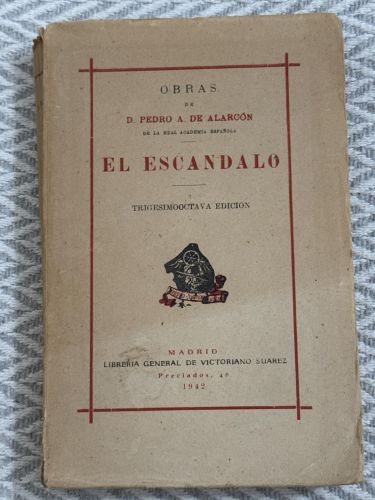 OBRAS
DE
D. PEDRO A. DE ALARCÓN
DE LA REAL ACADEMIA ESPAÑOLA
EL ESCANDALO
TRIGESIMOOCTAVA EDICION
MADRID
LIBRERIA GENERAL DE VICTORIANO SUAREZ
Preciados, 46
1942